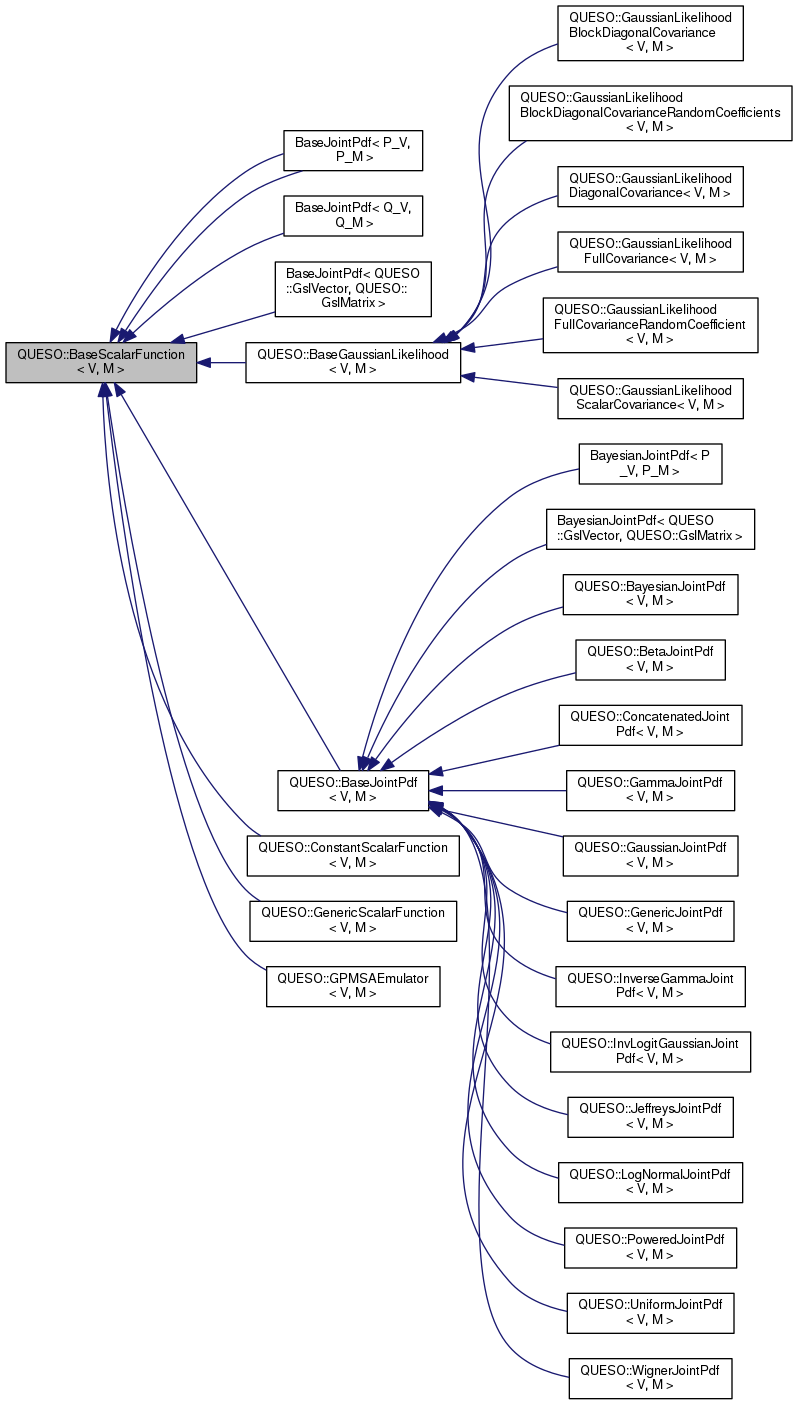 QUESO::GaussianLikelihood
BlockDiagonalCovariance
< V, M >
QUESO::GaussianLikelihood
BlockDiagonalCovarianceRandomCoefficients
< V, M >
BaseJointPdf< P_V,
P_M >
QUESO::GaussianLikelihood
DiagonalCovariance< V, M >
BaseJointPdf< Q_V,
Q_M >
QUESO::GaussianLikelihood
FullCovariance< V, M >
BaseJointPdf< QUESO
::GslVector, QUESO::
GslMatrix >
QUESO::GaussianLikelihood
FullCovarianceRandomCoefficient
< V, M >
QUESO::BaseScalarFunction
< V, M >
QUESO::BaseGaussianLikelihood
< V, M >
QUESO::GaussianLikelihood
ScalarCovariance< V, M >
BayesianJointPdf< P
_V, P_M >
BayesianJointPdf< QUESO
::GslVector, QUESO::GslMatrix >
QUESO::BayesianJointPdf
< V, M >
QUESO::BetaJointPdf
< V, M >
QUESO::ConcatenatedJoint
Pdf< V, M >
QUESO::BaseJointPdf
< V, M >
QUESO::GammaJointPdf
< V, M >
QUESO::ConstantScalarFunction
< V, M >
QUESO::GaussianJointPdf
< V, M >
QUESO::GenericScalarFunction
< V, M >
QUESO::GenericJointPdf
< V, M >
QUESO::GPMSAEmulator
< V, M >
QUESO::InverseGammaJoint
Pdf< V, M >
QUESO::InvLogitGaussianJoint
Pdf< V, M >
QUESO::JeffreysJointPdf
< V, M >
QUESO::LogNormalJointPdf
< V, M >
QUESO::PoweredJointPdf
< V, M >
QUESO::UniformJointPdf
< V, M >
QUESO::WignerJointPdf
< V, M >